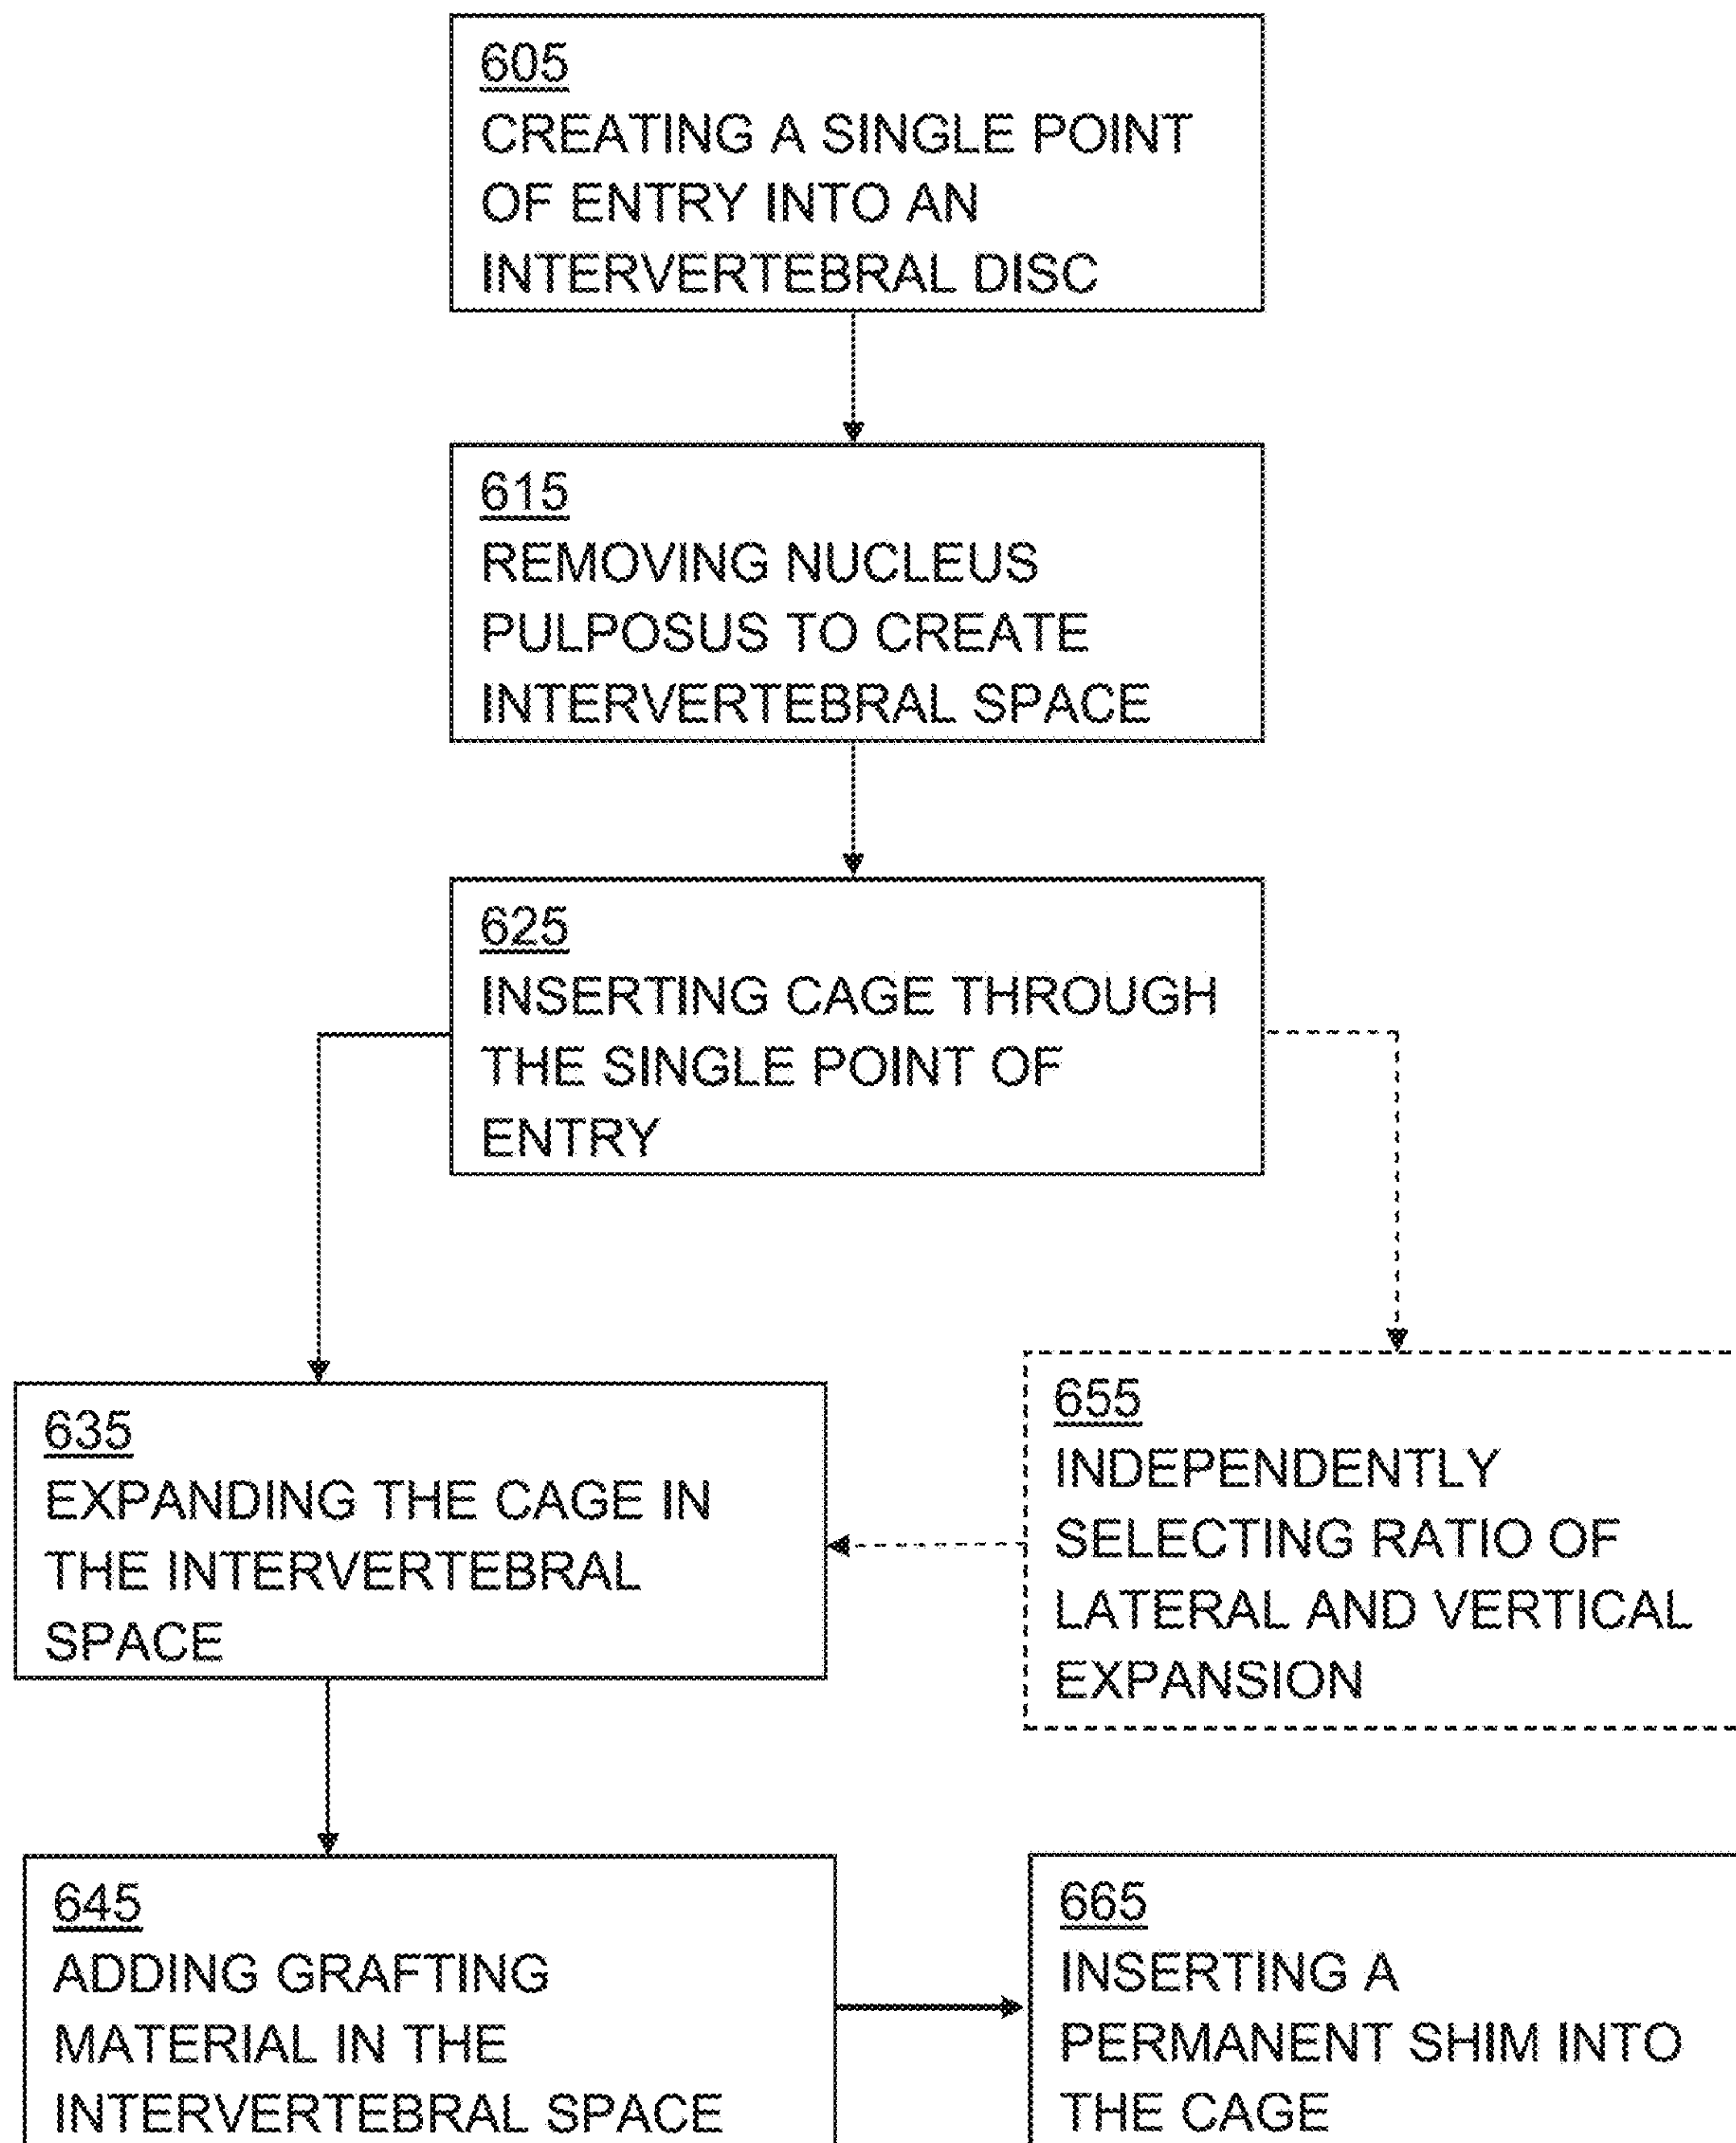 605
CREATING A SINGLE POINT
OF ENTRY INTO AN
INTERVERTEBRAL DISC
615
REMOVING NUCLEUS
PULPOSUS TO CREATE
INTERVERTEBRAL SPACE
625
INSERTING CAGE THROUGH
THE SINGLE POINT OF
ENTRY
635
EXPANDING THE CAGE IN
THE INTERVERTEBRAL
SPACE
655
INDEPENDENTLY
SELECTING RATIO OF
LATERAL AND VERTICAL
EXPANSION
645
ADDING GRAFTING
MATERIAL IN THE
INTERVERTEBRAL SPACE
665
INSERTING A
PERMANENT SHIM INTO
THE CAGE